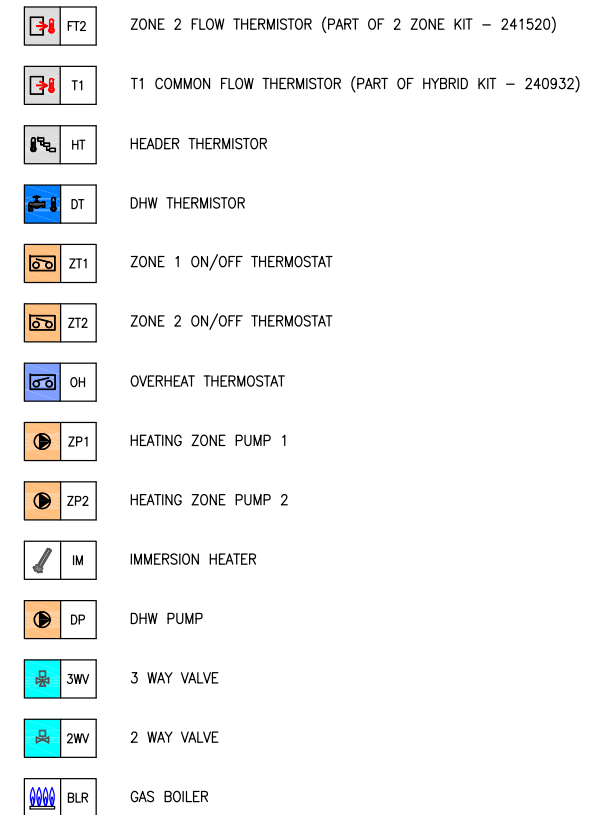 FT2 ZONE 2 FLOW THERMISTOR (PART OF 2 ZONE KIT – 241520)
T1 T1 COMMON FLOW THERMISTOR (PART OF HYBRID KIT – 240932)
HT HEADER THERMISTOR
DT DHW THERMISTOR
ZT1 ZONE 1 ON/OFF THERMOSTAT
ZT2 ZONE 2 ON/OFF THERMOSTAT
OH OVERHEAT THERMOSTAT
ZP1 HEATING ZONE PUMP 1
ZP2 HEATING ZONE PUMP 2
IM IMMERSION HEATER
DP DHW PUMP
3WV 3 WAY VALVE
2WV 2 WAY VALVE
BLR GAS BOILER